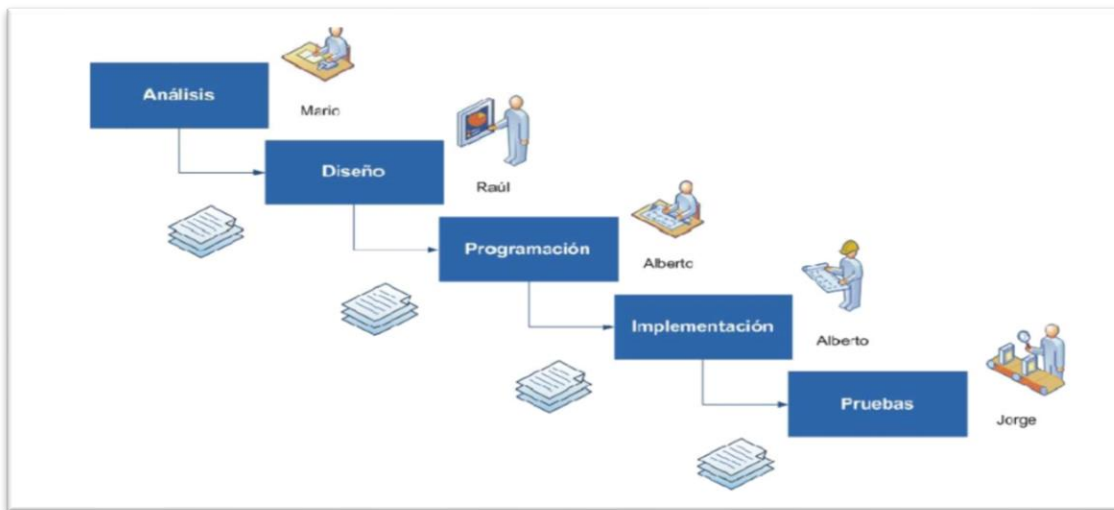 Análisis
Mario
Diseño
Raúl
Programación
Alberto
Implementación
Alberto
Pruebas
Jorge